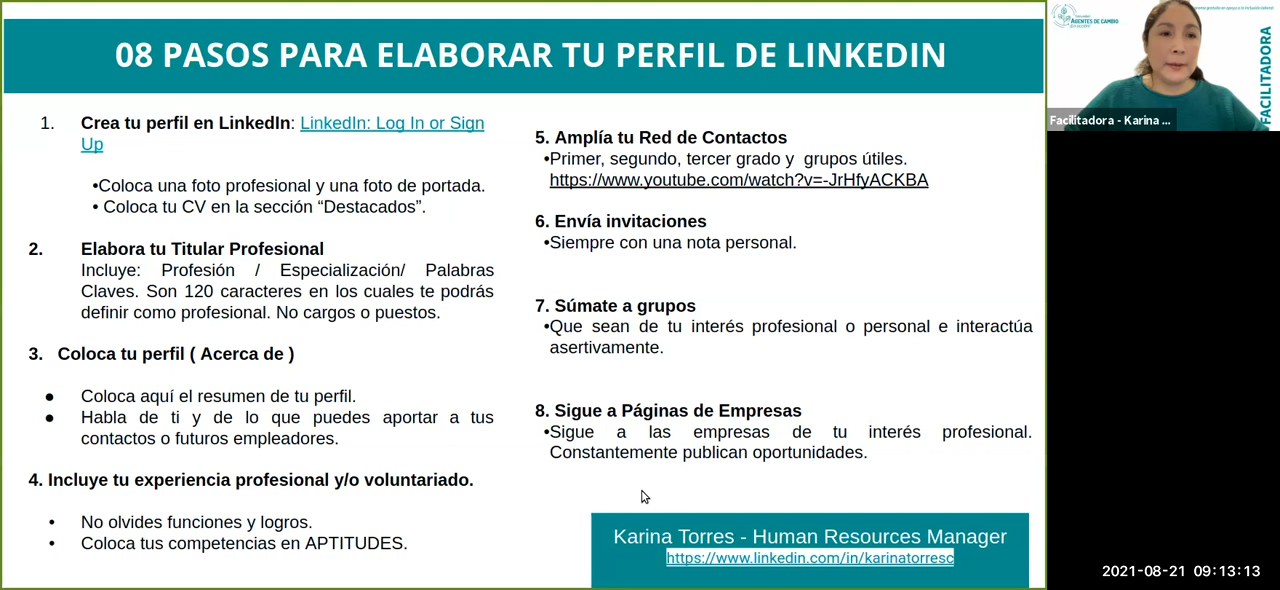 08 PASOS PARA ELABORAR TU PERFIL DE LINKEDIN
1. Crea tu perfil en LinkedIn: LinkedIn: Log In or Sign
Up
•Coloca una foto profesional y una foto de portada.
• Coloca tu CV en la sección “Destacados”.
2. Elabora tu Titular Profesional
Incluye: Profesión / Especialización/ Palabras
Claves. Son 120 caracteres en los cuales te podrás
definir como profesional. No cargos o puestos.
3. Coloca tu perfil ( Acerca de )
● Coloca aquí el resumen de tu perfil.
● Habla de ti y de lo que puedes aportar a tus
contactos o futuros empleadores.
4. Incluye tu experiencia profesional y/o voluntariado.
• No olvides funciones y logros.
• Coloca tus competencias en APTITUDES.
5. Amplía tu Red de Contactos
•Primer, segundo, tercer grado y grupos útiles.
https://www.youtube.com/watch?v=-JrHfyACKBA
6. Envía invitaciones
•Siempre con una nota personal.
7. Súmate a grupos
•Que sean de tu interés profesional o personal e interactúa
asertivamente.
8. Sigue a Páginas de Empresas
•Sigue a las empresas de tu interés profesional.
Constantemente publican oportunidades.
Karina Torres - Human Resources Manager
https://www.linkedin.com/in/karinatorresc
AGENTES DE CAMBIO
FACILITADORA
Facilitadora - Karina ...
2021-08-21 09:13:13